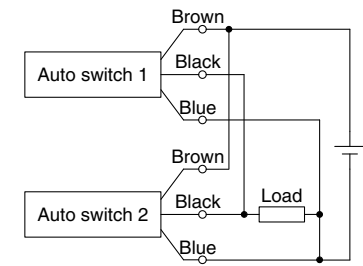 Brown
Auto switch 1
Black
Blue
Brown
Auto switch 2
Black
Load
Blue